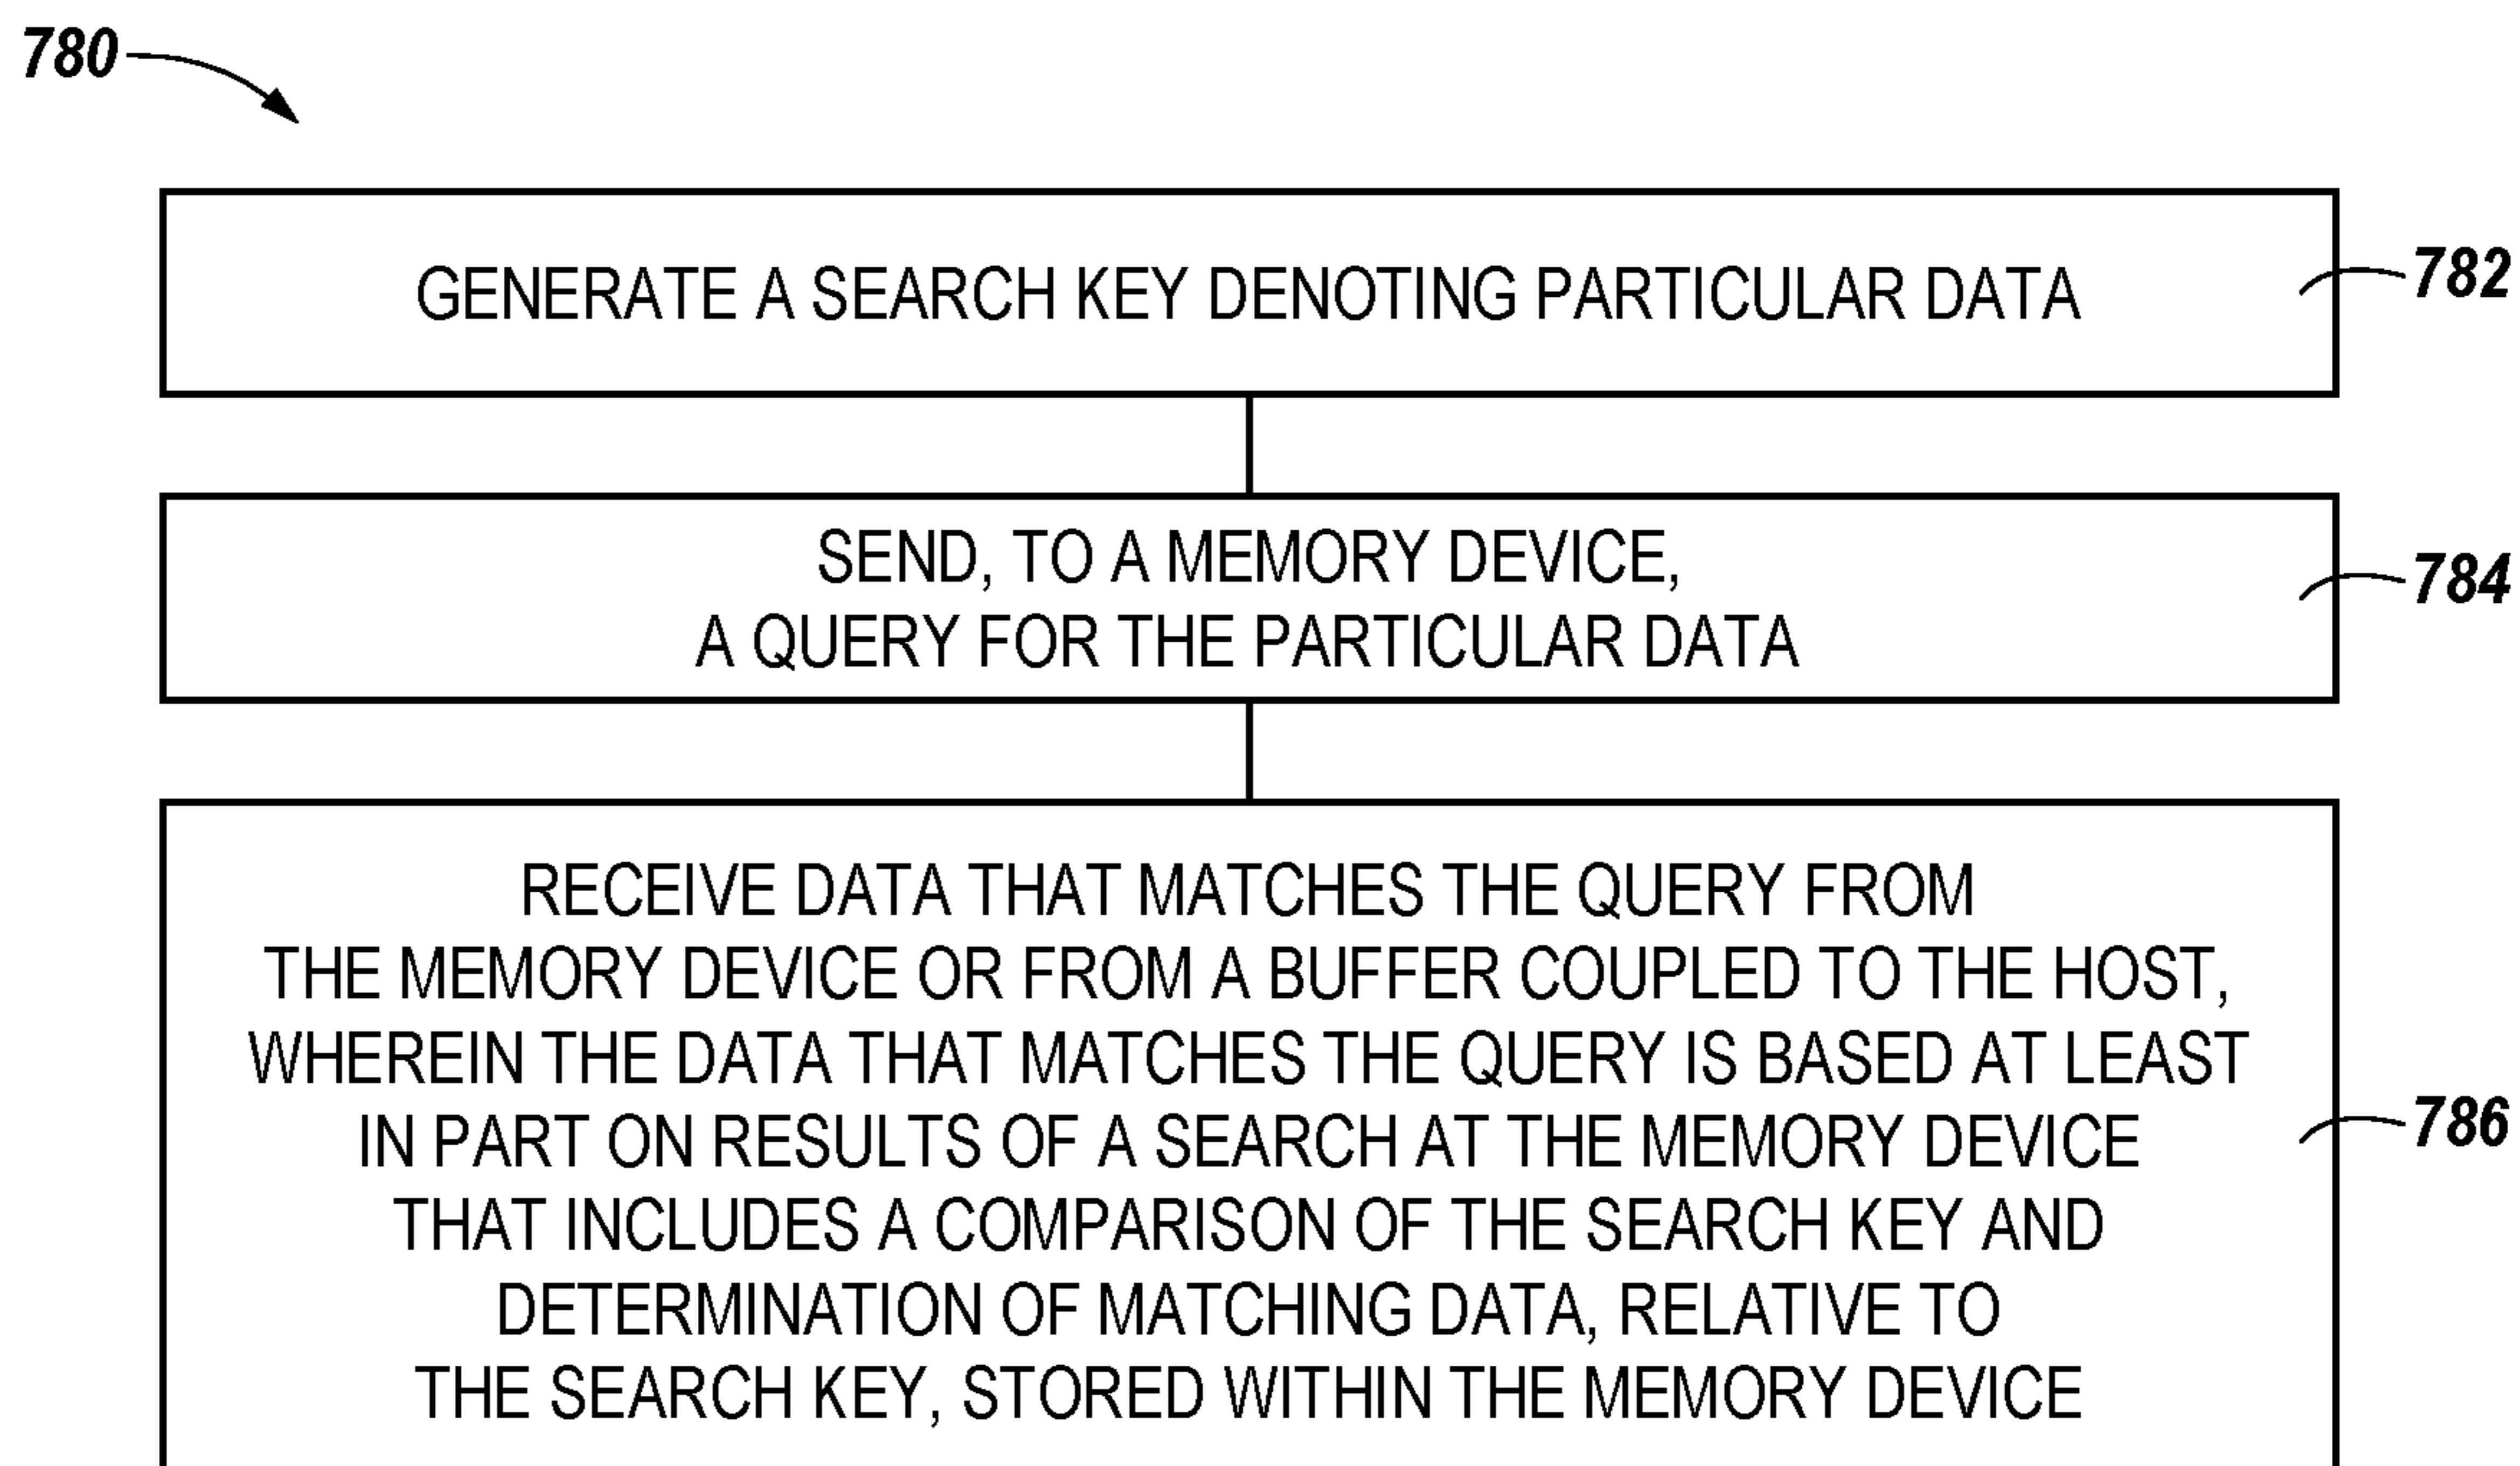 780
GENERATE A SEARCH KEY DENOTING PARTICULAR DATA
782
SEND, TO A MEMORY DEVICE,
A QUERY FOR THE PARTICULAR DATA
784
RECEIVE DATA THAT MATCHES THE QUERY FROM
THE MEMORY DEVICE OR FROM A BUFFER COUPLED TO THE HOST,
WHEREIN THE DATA THAT MATCHES THE QUERY IS BASED AT LEAST
IN PART ON RESULTS OF A SEARCH AT THE MEMORY DEVICE
THAT INCLUDES A COMPARISON OF THE SEARCH KEY AND
DETERMINATION OF MATCHING DATA, RELATIVE TO
THE SEARCH KEY, STORED WITHIN THE MEMORY DEVICE
786